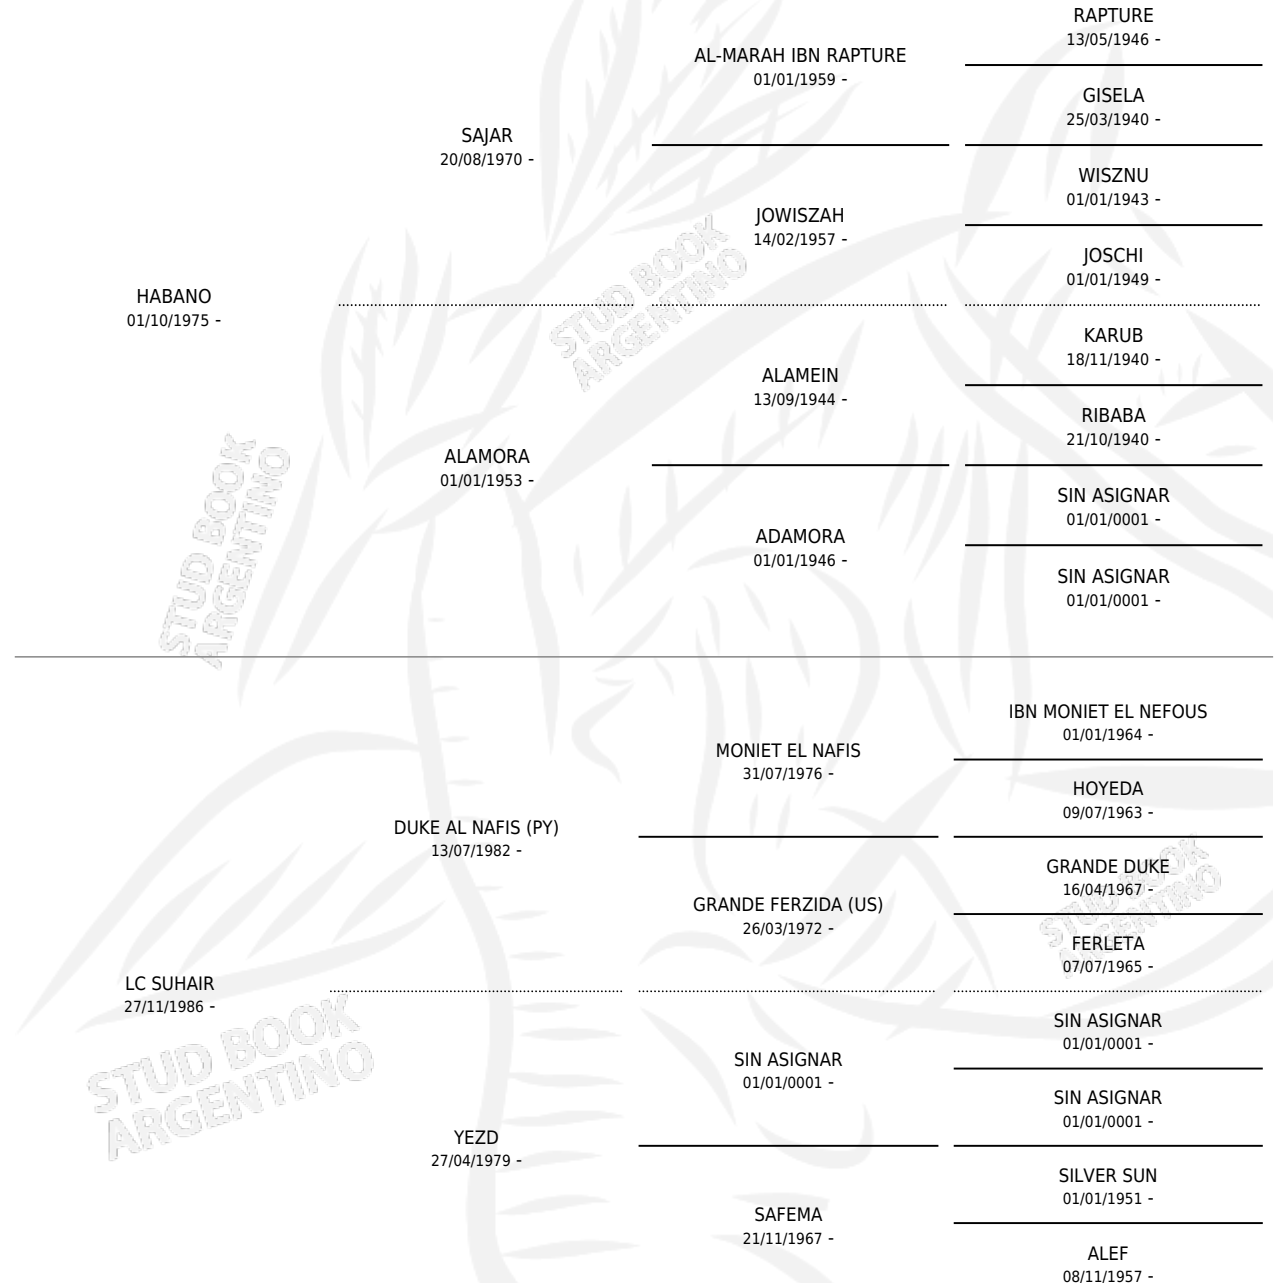 RAPTURE
13/05/1946 -
AL-MARAH IBN RAPTURE
01/01/1959 -
GISELA
25/03/1940 -
SAJAR
20/08/1970 -
WISZNU
01/01/1943 -
JOWISZAH
14/02/1957 -
JOSCHI
01/01/1949 -
HABANO
01/10/1975 -
KARUB
18/11/1940 -
ALAMEIN
13/09/1944 -
RIBABA
21/10/1940 -
ALAMORA
01/01/1953 -
SIN ASIGNAR
01/01/0001 -
ADAMORA
01/01/1946 -
SIN ASIGNAR
01/01/0001 -
STUD BOOK
ARGENTINO
STUD BOOK
ARGENTINO
IBN MONIET EL NEFOUS
01/01/1964 -
MONIET EL NAFIS
31/07/1976 -
HOYEDA
09/07/1963 -
DUKE AL NAFIS (PY)
13/07/1982 -
GRANDE DUKE
16/04/1967 -
GRANDE FERZIDA (US)
26/03/1972 -
FERLETA
07/07/1965 -
LC SUHAIR
27/11/1986 -
SIN ASIGNAR
01/01/0001 -
SIN ASIGNAR
01/01/0001 -
SIN ASIGNAR
01/01/0001 -
YEZD
27/04/1979 -
SILVER SUN
01/01/1951 -
SAFEMA
21/11/1967 -
ALEF
08/11/1957 -
STUD BOOK
ARGENTINO
STUD BOOK
ARGENTINO